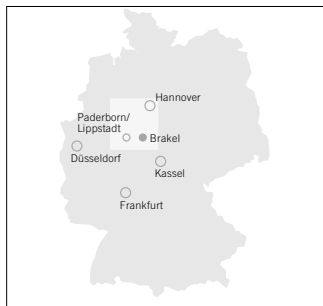 Hannover
Paderborn/
Lippstadt
Brakel
Düsseldorf
Kassel
Frankfurt